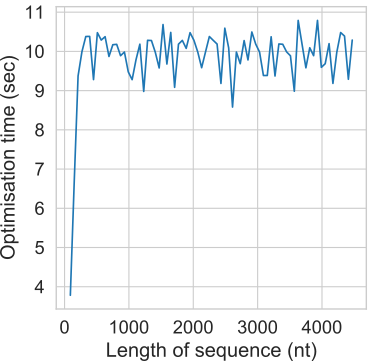 Optimisation time (sec)
11
10
9
8
7
6
5
4
0 1000 2000 3000 4000
Length of sequence (nt)